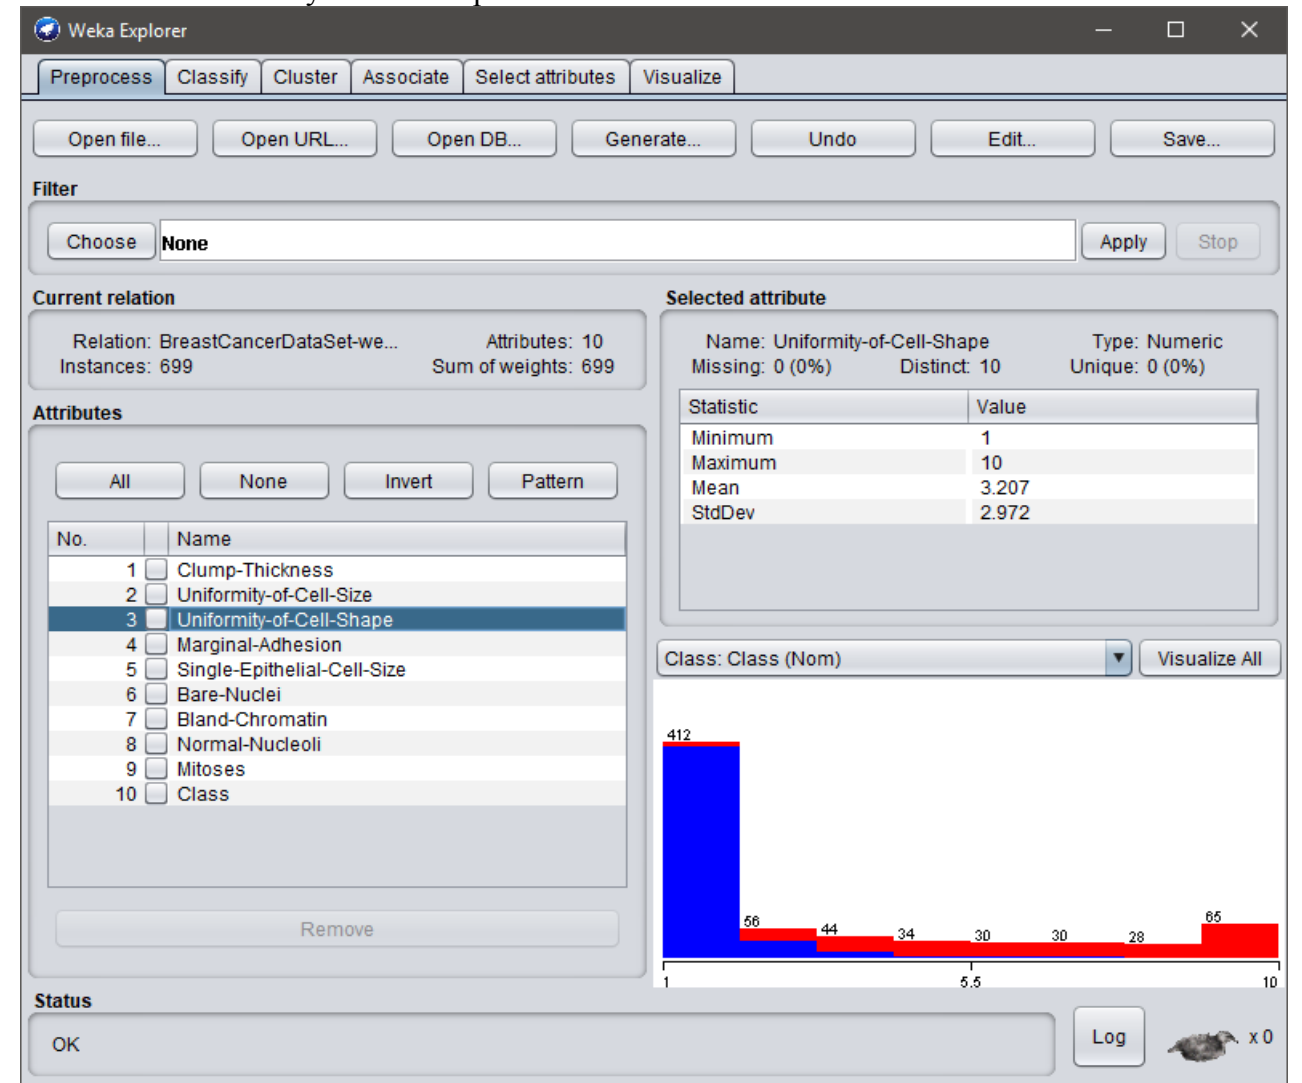 Weka Explorer
Preprocess Classify Cluster Associate Select attributes Visualize
Open file... Open URL... Open DB... Generate... Undo Edit... Save...
Filter
Choose None Apply Stop
Current relation
Relation: BreastCancerDataSet-we... Attributes: 10
Instances: 699 Sum of weights: 699
Selected attribute
Name: Uniformity-of-Cell-Shape Type: Numeric
Missing: 0 (0%) Distinct: 10 Unique: 0 (0%)
Statistic Value
Minimum 1
Maximum 10
Mean 3.207
StdDev 2.972
Attributes
All None Invert Pattern
No. Name
1 Clump-Thickness
2 Uniformity-of-Cell-Size
3 Uniformity-of-Cell-Shape
4 Marginal-Adhesion
5 Single-Epithelial-Cell-Size
6 Bare-Nuclei
7 Bland-Chromatin
8 Normal-Nucleoli
9 Mitoses
10 Class
Remove
Class: Class (Nom) Visualize All
412
56 44 34 30 30 28 65
1 5.5 10
Status
OK
Log x 0